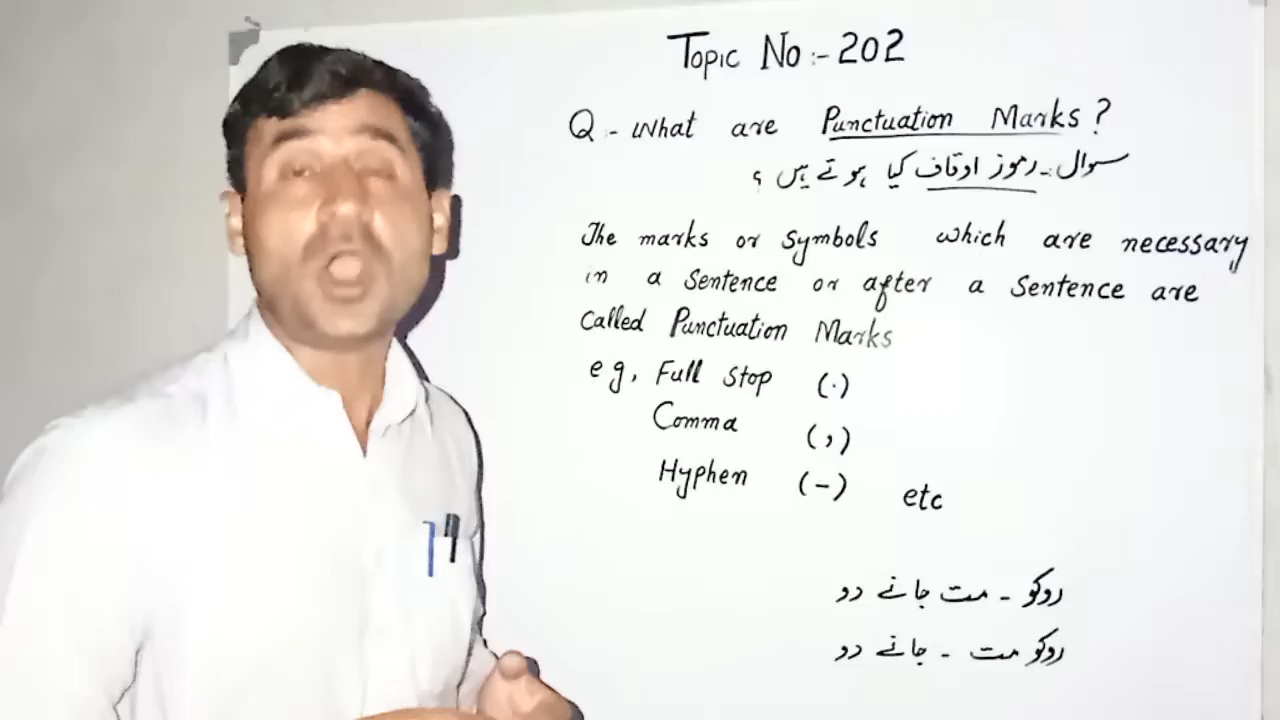 Topic No:- 202
Q:- What are Punctuation Marks?
سوال:۔ رموز اوقاف کیا ہوتے ہیں ؟
The marks or symbols which are necessary
in a sentence or after a sentence are
called Punctuation Marks
eg, Full stop (.)
Comma (,)
Hyphen (-) etc
روکو ۔ مت جانے دو
روکو مت ۔ جانے دو